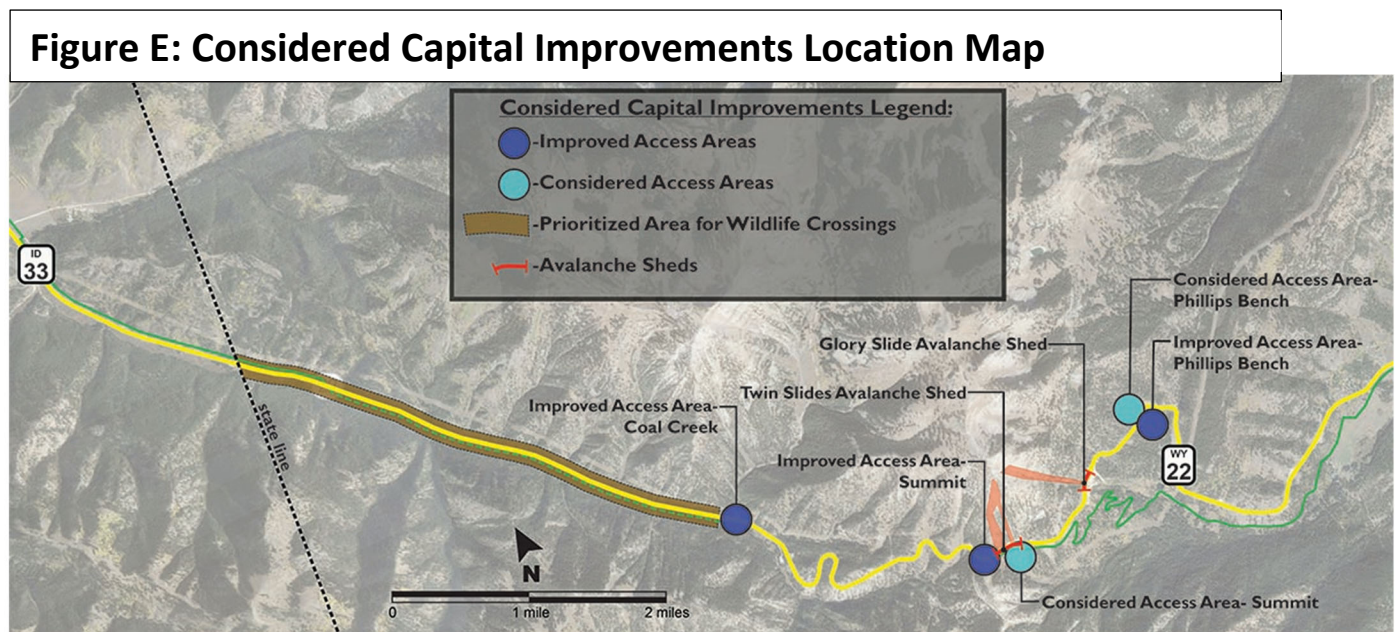 Figure E: Considered Capital Improvements Location Map
Considered Capital Improvements Legend:
-Improved Access Areas
-Considered Access Areas
-Prioritized Area for Wildlife Crossings
-Avalanche Sheds
ID
33
state line
Considered Access Area-
Phillips Bench
Improved Access Area-
Phillips Bench
Glory Slide Avalanche Shed
Twin Slides Avalanche Shed
Improved Access Area-
Coal Creek
Improved Access Area-
Summit
WY
22
N
0
1 mile
2 miles
Considered Access Area- Summit